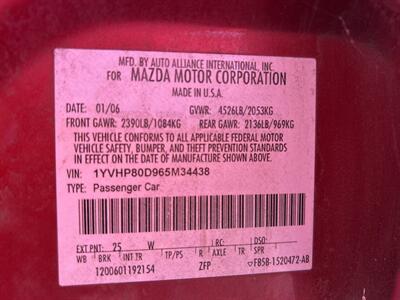 MFD. BY AUTO ALLIANCE INTERNATIONAL, INC.
FOR MAZDA MOTOR CORPORATION
MADE IN U.S.A.
DATE: 01/06 GVWR: 4526LB/2053KG
FRONT GAWR: 2390LB/1084KG REAR GAWR: 2136LB/969KG
THIS VEHICLE CONFORMS TO ALL APPLICABLE FEDERAL MOTOR
VEHICLE SAFETY, BUMPER, AND THEFT PREVENTION STANDARDS
IN EFFECT ON THE DATE OF MANUFACTURE SHOWN ABOVE.
VIN: 1YVHP80D965M34438
TYPE: Passenger Car
EXT PNT: 25 W RC: DSO:
WB BRK INT TR TP/PS R AXLE TR SPR
1200601192154 ZFP F85B-1520472-AB